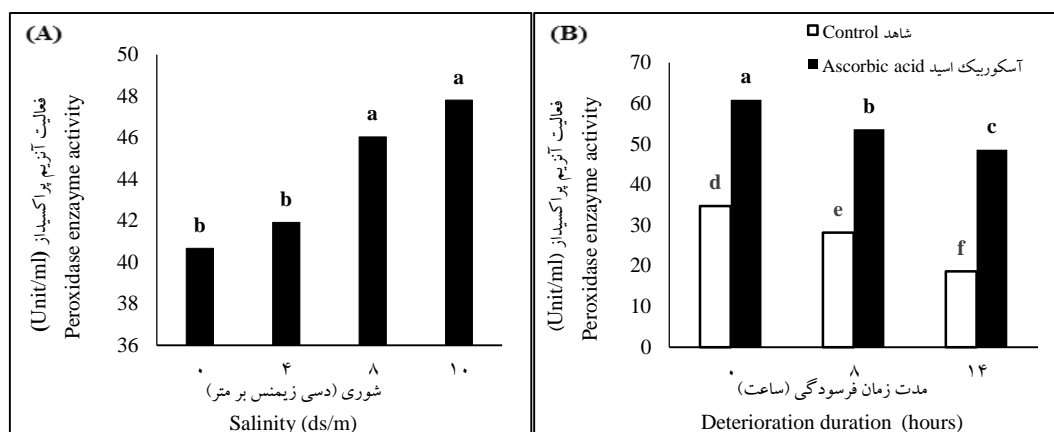 (A)
50
48
46
44
42
40
38
36
فعالیت آنزیم پراکسیداز (Unit/ml)
Peroxidase enzayme activity
b
b
a
a
۰ ۴ ۸ ۱۰
شوری (دسی زیمنس بر متر)
Salinity (ds/m)
(B)
شاهد Control
آسکوربیک اسید Ascorbic acid
70
60
50
40
30
20
10
0
فعالیت آنزیم پراکسیداز (Unit/ml)
Peroxidase enzayme activity
a
b
c
d
e
f
۰ ۸ ۱۴
مدت زمان فرسودگی (ساعت)
Deterioration duration (hours)